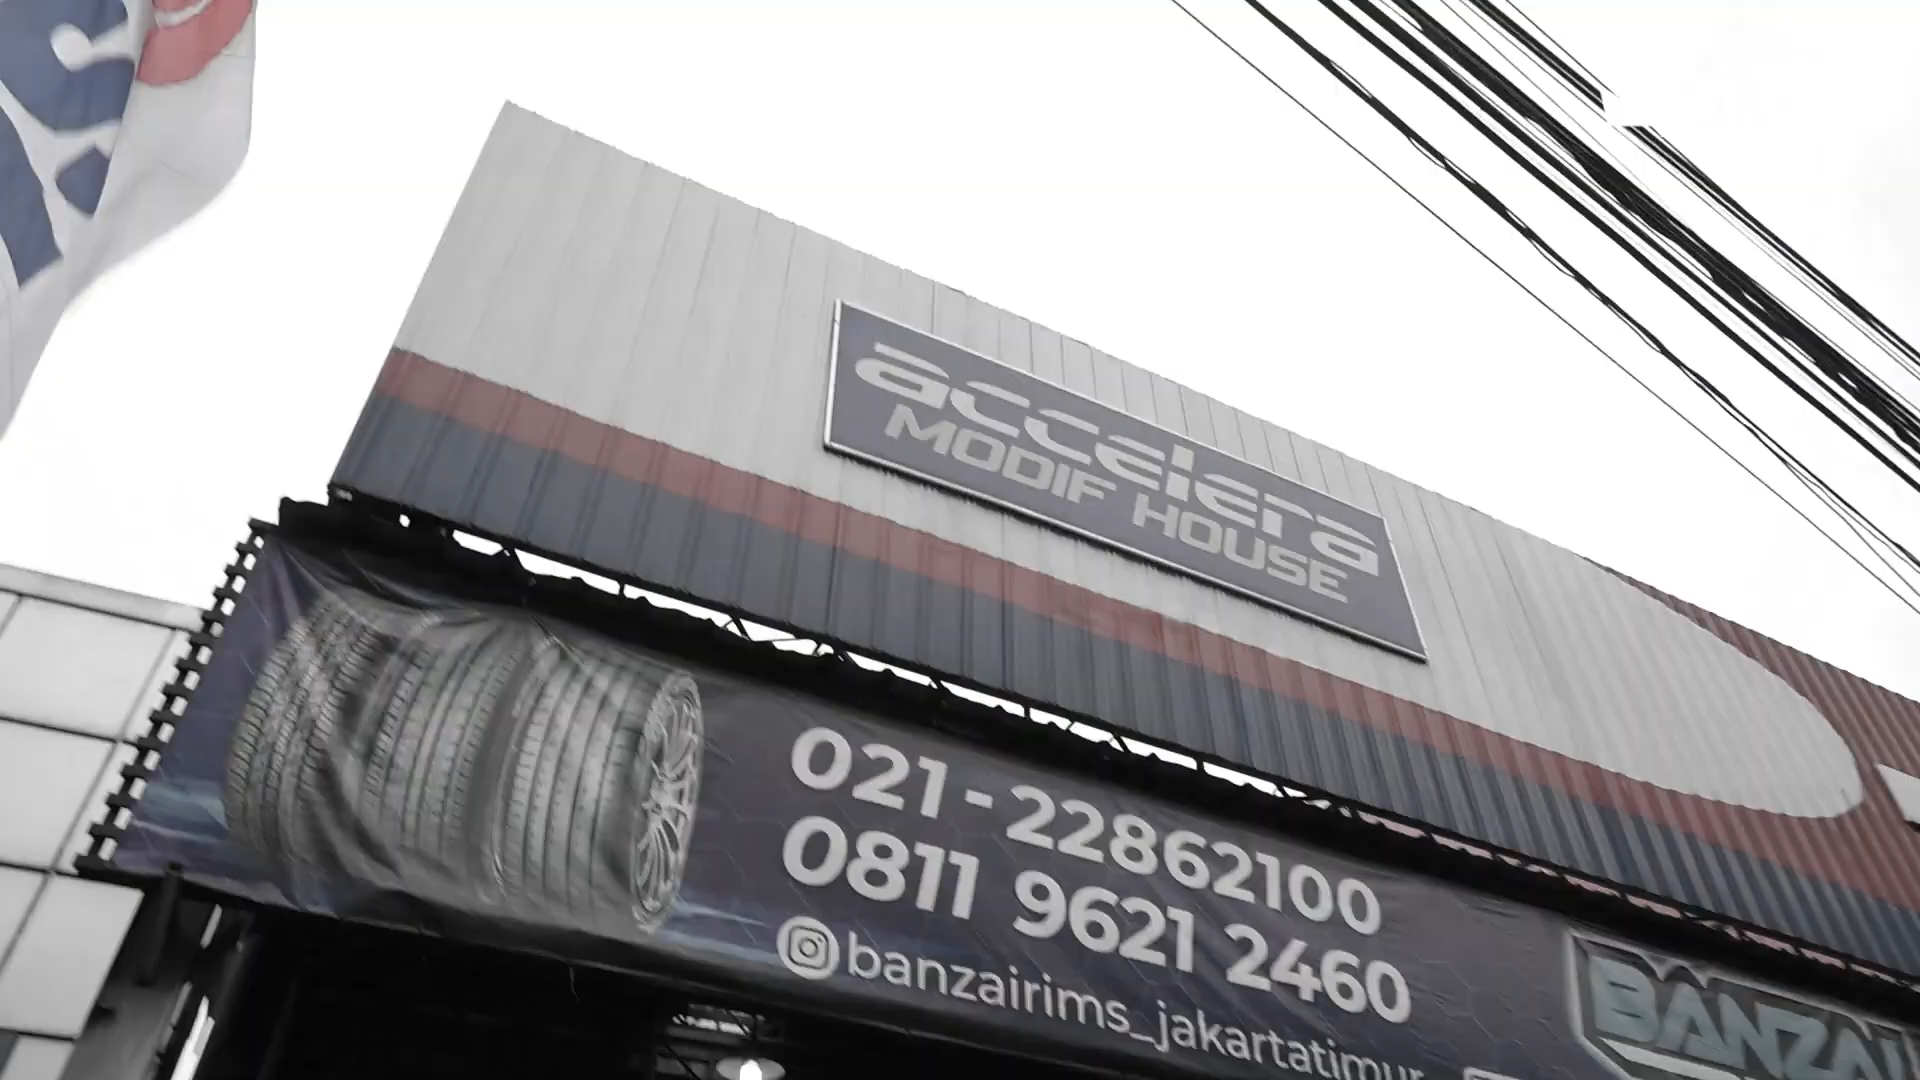 accelera
MODIF HOUSE
021-22862100
0811 9621 2460
banzairims_jakartatimur
BANZAI